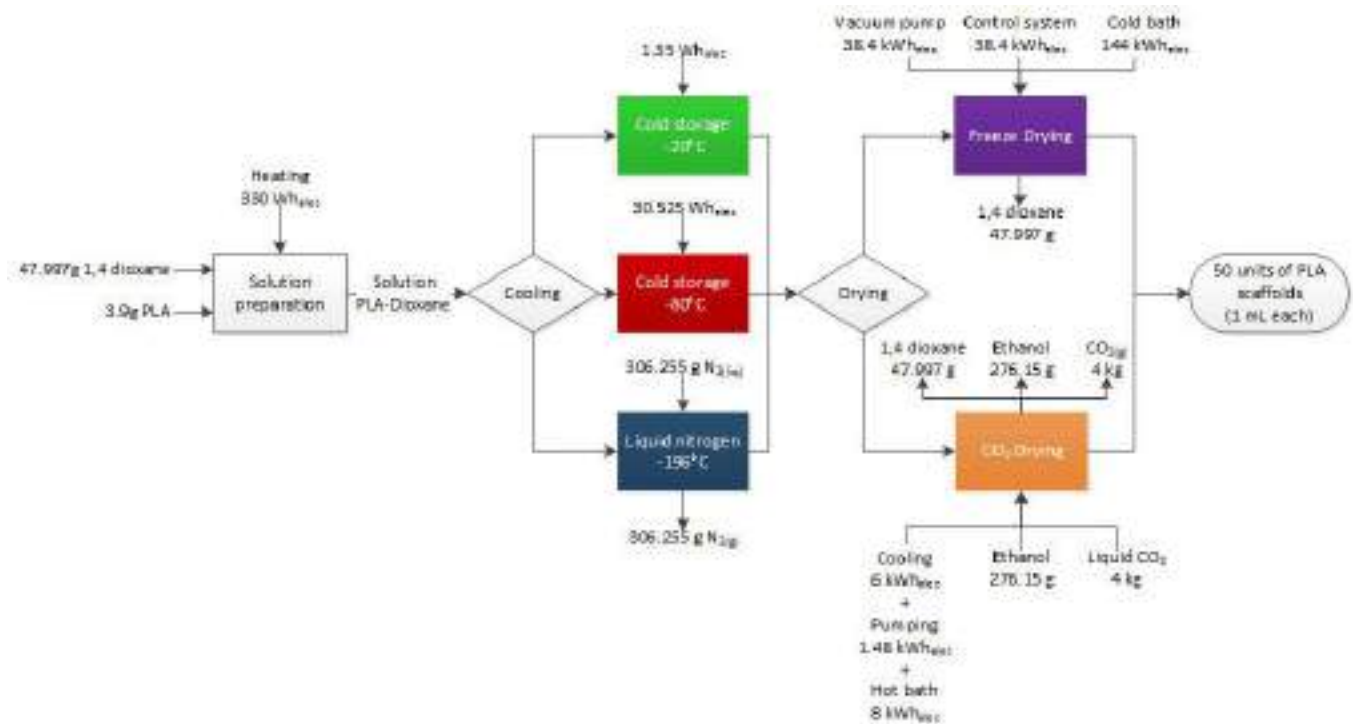 Vacuum pump
38.4 kWhelec
Control system
38.4 kWhelec
Cold bath
144 kWhelec
1.35 Whelec
Cold storage
-20°C
Freeze Drying
Heating
330 Whelec
30.525 Whelec
1,4 dioxane
47.997 g
47.997g 1,4 dioxane
3.9g PLA
Solution
preparation
Solution
PLA-Dioxane
Cooling
Cold storage
-80°C
Drying
50 units of PLA
scaffolds
(1 mL each)
306.255 g N2(liq)
1,4 dioxane
47.997 g
Ethanol
276.15 g
CO2(g)
4 kg
Liquid nitrogen
-196°C
CO2 Drying
306.255 g N2(g)
Cooling
6 kWhelec
+
Pumping
1.48 kWhelec
+
Hot bath
8 kWhelec
Ethanol
276.15 g
Liquid CO2
4 kg